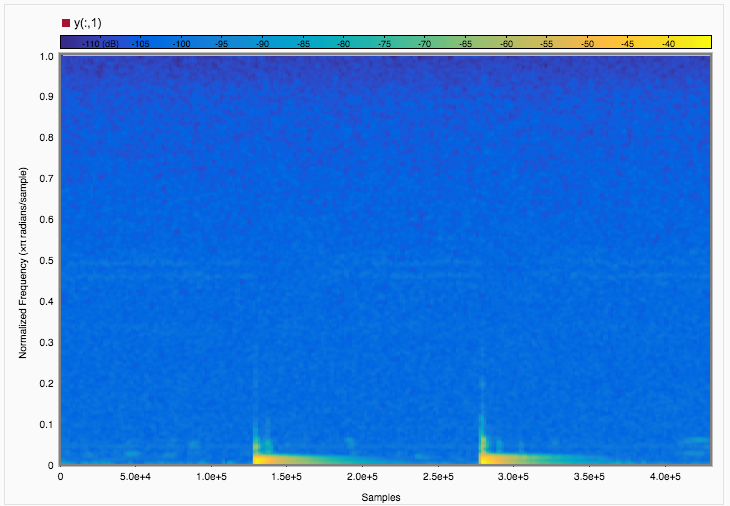 y(:,1)
-110 (dB) -105 -100 -95 -90 -85 -80 -75 -70 -65 -60 -55 -50 -45 -40
1.0
0.9
0.8
0.7
0.6
0.5
0.4
0.3
0.2
0.1
0
Normalized Frequency (×π radians/sample)
0 5.0e+4 1.0e+5 1.5e+5 2.0e+5 2.5e+5 3.0e+5 3.5e+5 4.0e+5
Samples